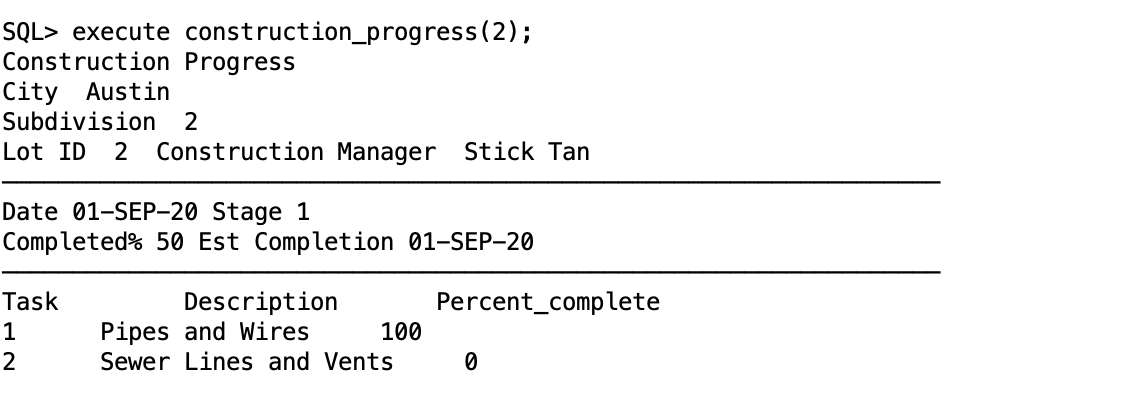 SQL> execute construction_progress(2);
Construction Progress
City  Austin
Subdivision  2
Lot ID  2  Construction Manager  Stick Tan
Date 01-SEP-20 Stage 1
Completed% 50 Est Completion 01-SEP-20
Task         Description       Percent_complete
1      Pipes and Wires     100
2      Sewer Lines and Vents     0